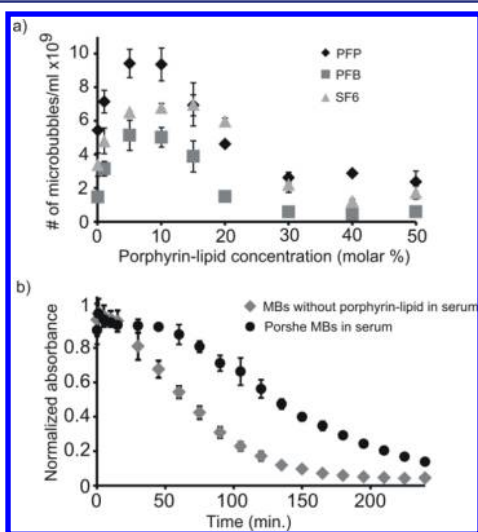 a)
10
8
6
4
2
0
# of microbubbles/ml x10⁹
PFP
PFB
SF6
0 10 20 30 40 50
Porphyrin-lipid concentration (molar %)
b)
1
0.8
0.6
0.4
0.2
0
Normalized absorbance
MBs without porphyrin-lipid in serum
Porshe MBs in serum
0 50 100 150 200
Time (min.)